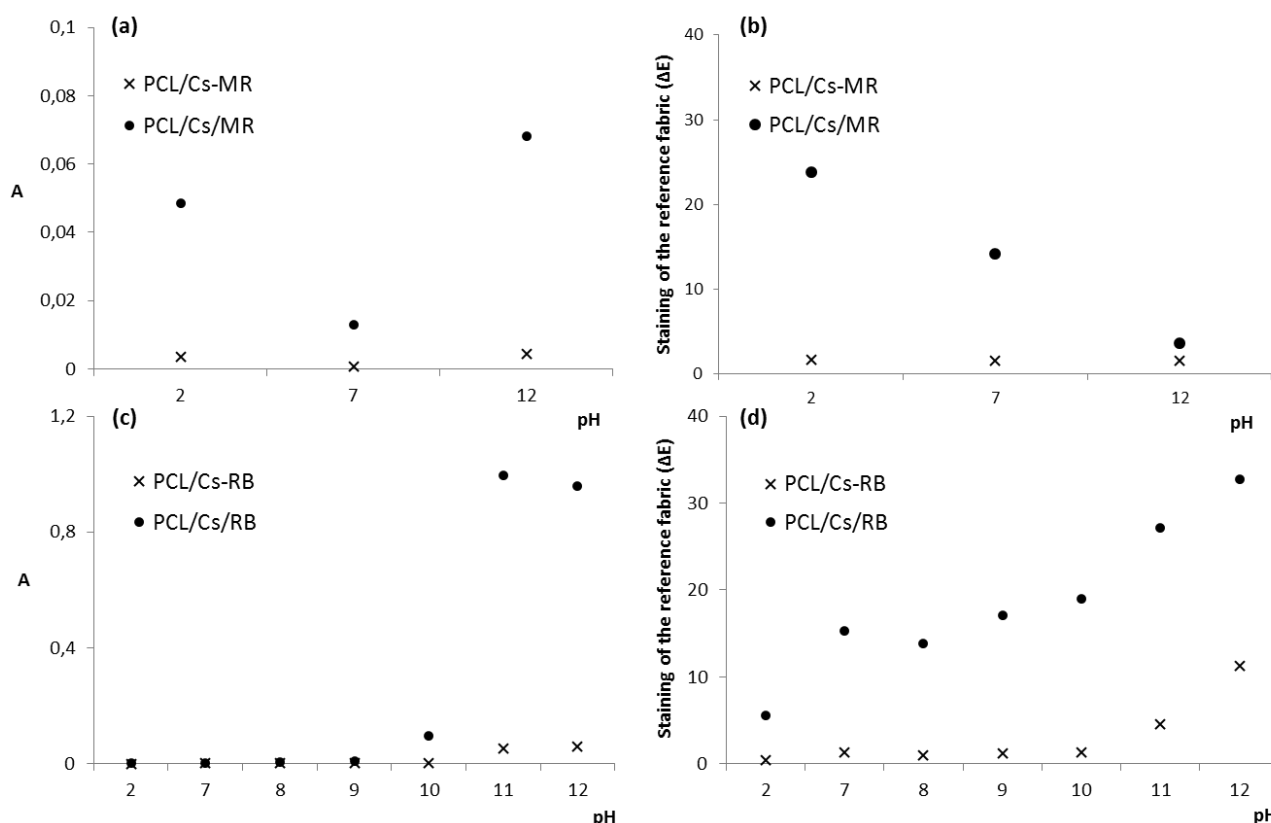 (a)
0,1
0,08
0,06
0,04
0,02
0
A
PCL/Cs-MR
PCL/Cs/MR
2 7 12
pH
(b)
40
30
20
10
0
Staining of the reference fabric (ΔE)
PCL/Cs-MR
PCL/Cs/MR
2 7 12
pH
(c)
1,2
0,8
0,4
0
A
PCL/Cs-RB
PCL/Cs/RB
2 7 8 9 10 11 12
pH
(d)
40
30
20
10
0
Staining of the reference fabric (ΔE)
PCL/Cs-RB
PCL/Cs/RB
2 7 8 9 10 11 12
pH